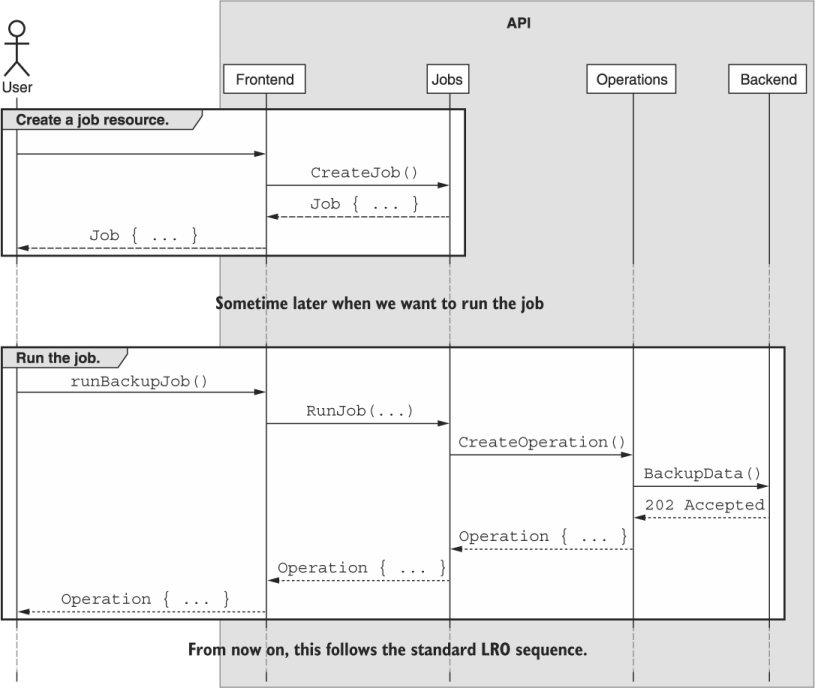 API
User
Frontend
Jobs
Operations
Backend
Create a job resource.
CreateJob()
Job { ... }
Job { ... }
Sometime later when we want to run the job
Run the job.
runBackupJob()
RunJob(...)
CreateOperation()
BackupData()
202 Accepted
Operation { ... }
Operation { ... }
Operation { ... }
From now on, this follows the standard LRO sequence.